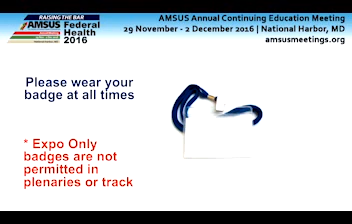 RAISING THE BAR
AMSUS
Federal
Health
2016
AMSUS Annual Continuing Education Meeting
29 November - 2 December 2016 | National Harbor, MD
amsusmeetings.org
Please wear your
badge at all times
* Expo Only
badges are not
permitted in
plenaries or track